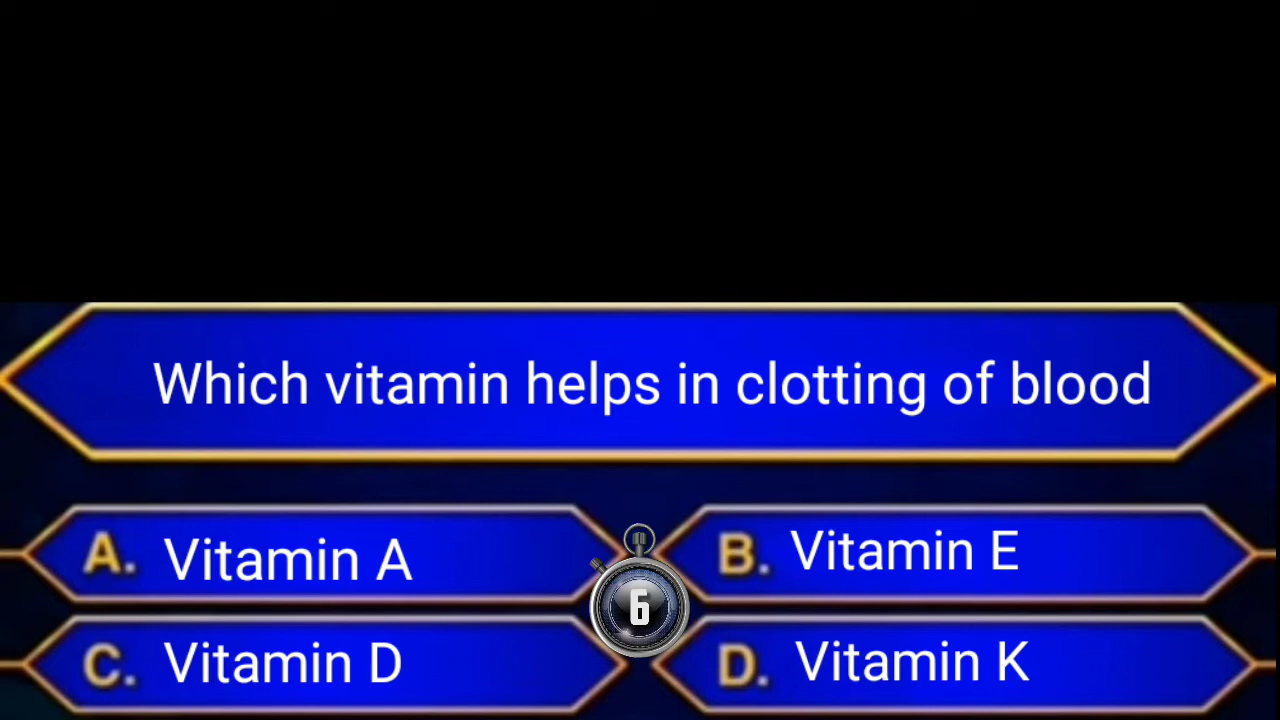 Which vitamin helps in clotting of blood
A. Vitamin A
B. Vitamin E
6
C. Vitamin D
D. Vitamin K